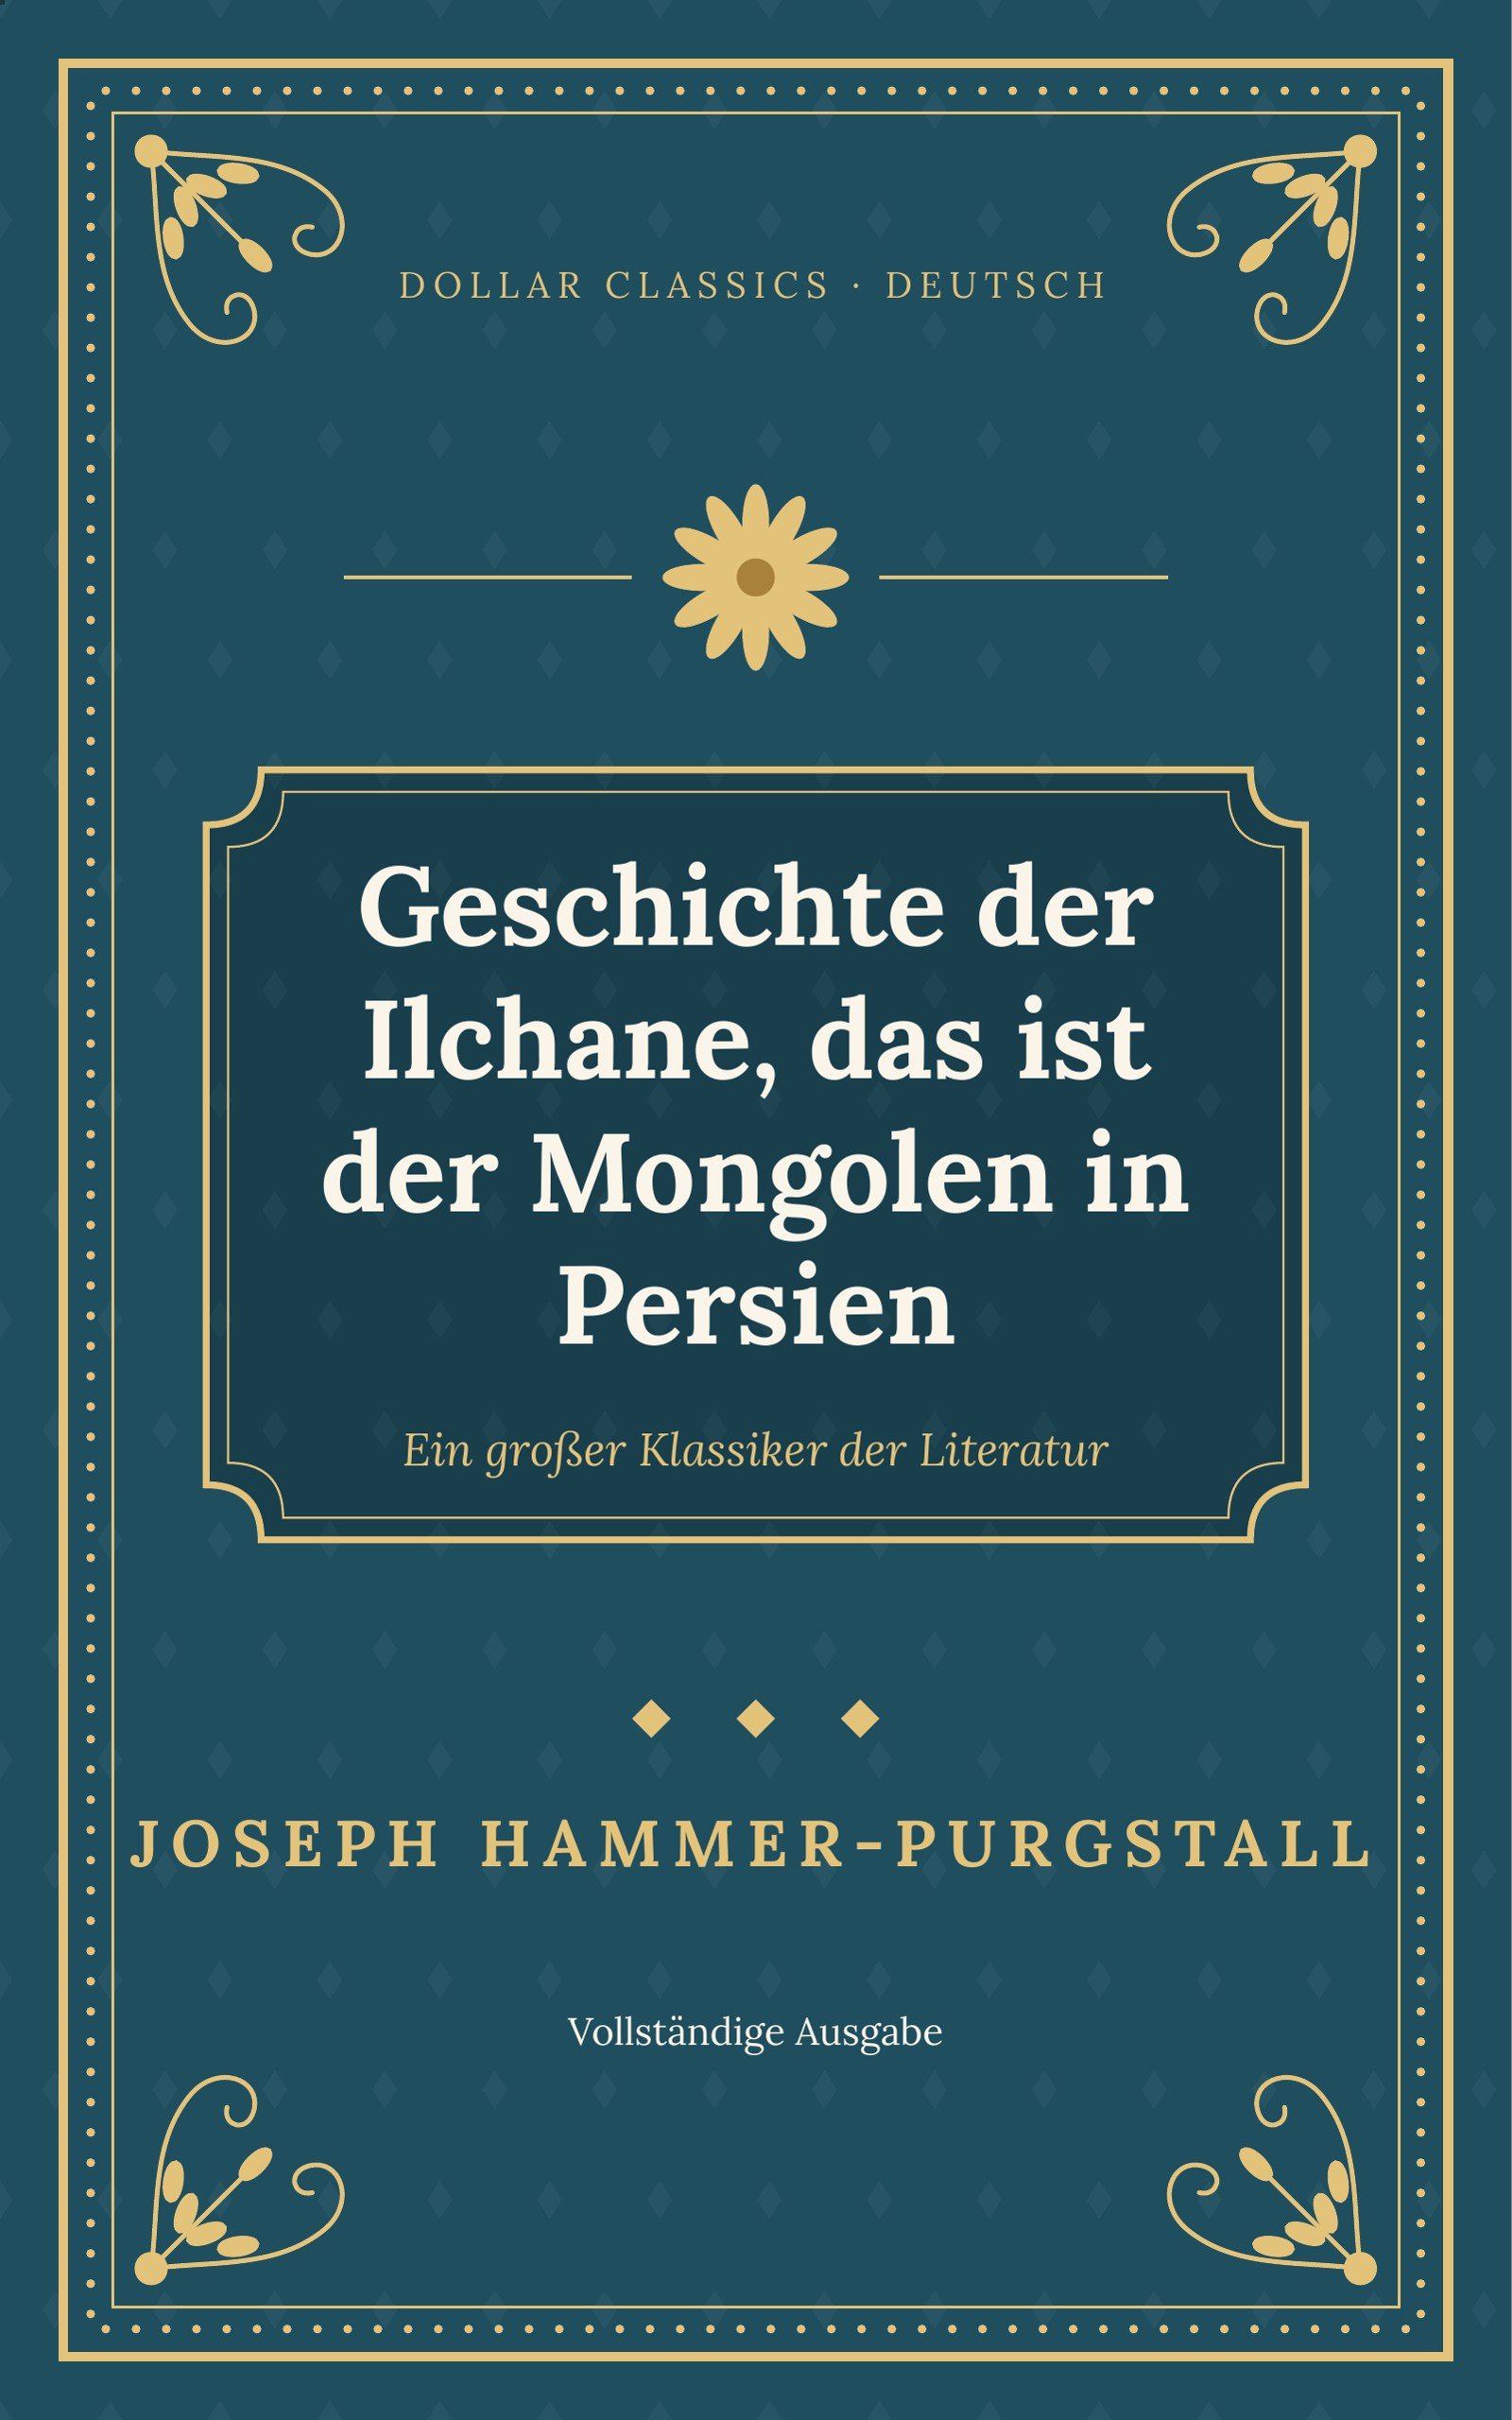 DOLLAR CLASSICS · DEUTSCH
Geschichte der
Ilchane, das ist
der Mongolen in
Persien
Ein großer Klassiker der Literatur
JOSEPH HAMMER-PURGSTALL
Vollständige Ausgabe